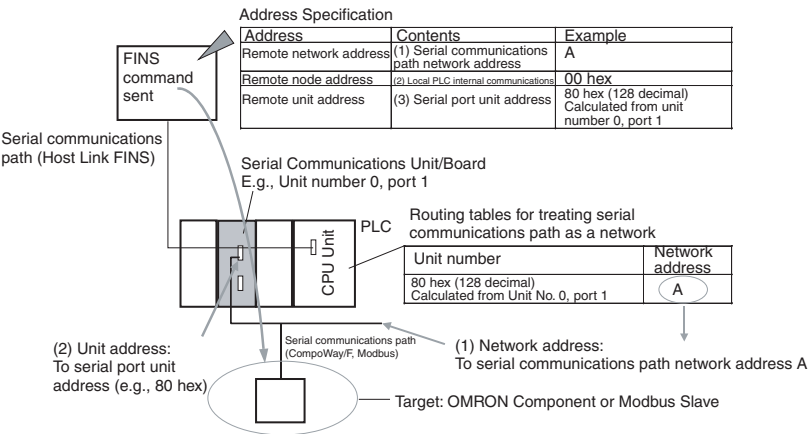 Address Specification
Address Contents Example
Remote network address (1) Serial communications path network address A
Remote node address (2) Local PLC internal communications 00 hex
Remote unit address (3) Serial port unit address 80 hex (128 decimal)
Calculated from unit
number 0, port 1
FINS
command
sent
Serial communications
path (Host Link FINS)
Serial Communications Unit/Board
E.g., Unit number 0, port 1
PLC
CPU Unit
Routing tables for treating serial
communications path as a network
Unit number Network address
80 hex (128 decimal)
Calculated from Unit No. 0, port 1
A
Serial communications path
(CompoWay/F, Modbus)
(2) Unit address:
To serial port unit
address (e.g., 80 hex)
(1) Network address:
To serial communications path network address A
Target: OMRON Component or Modbus Slave